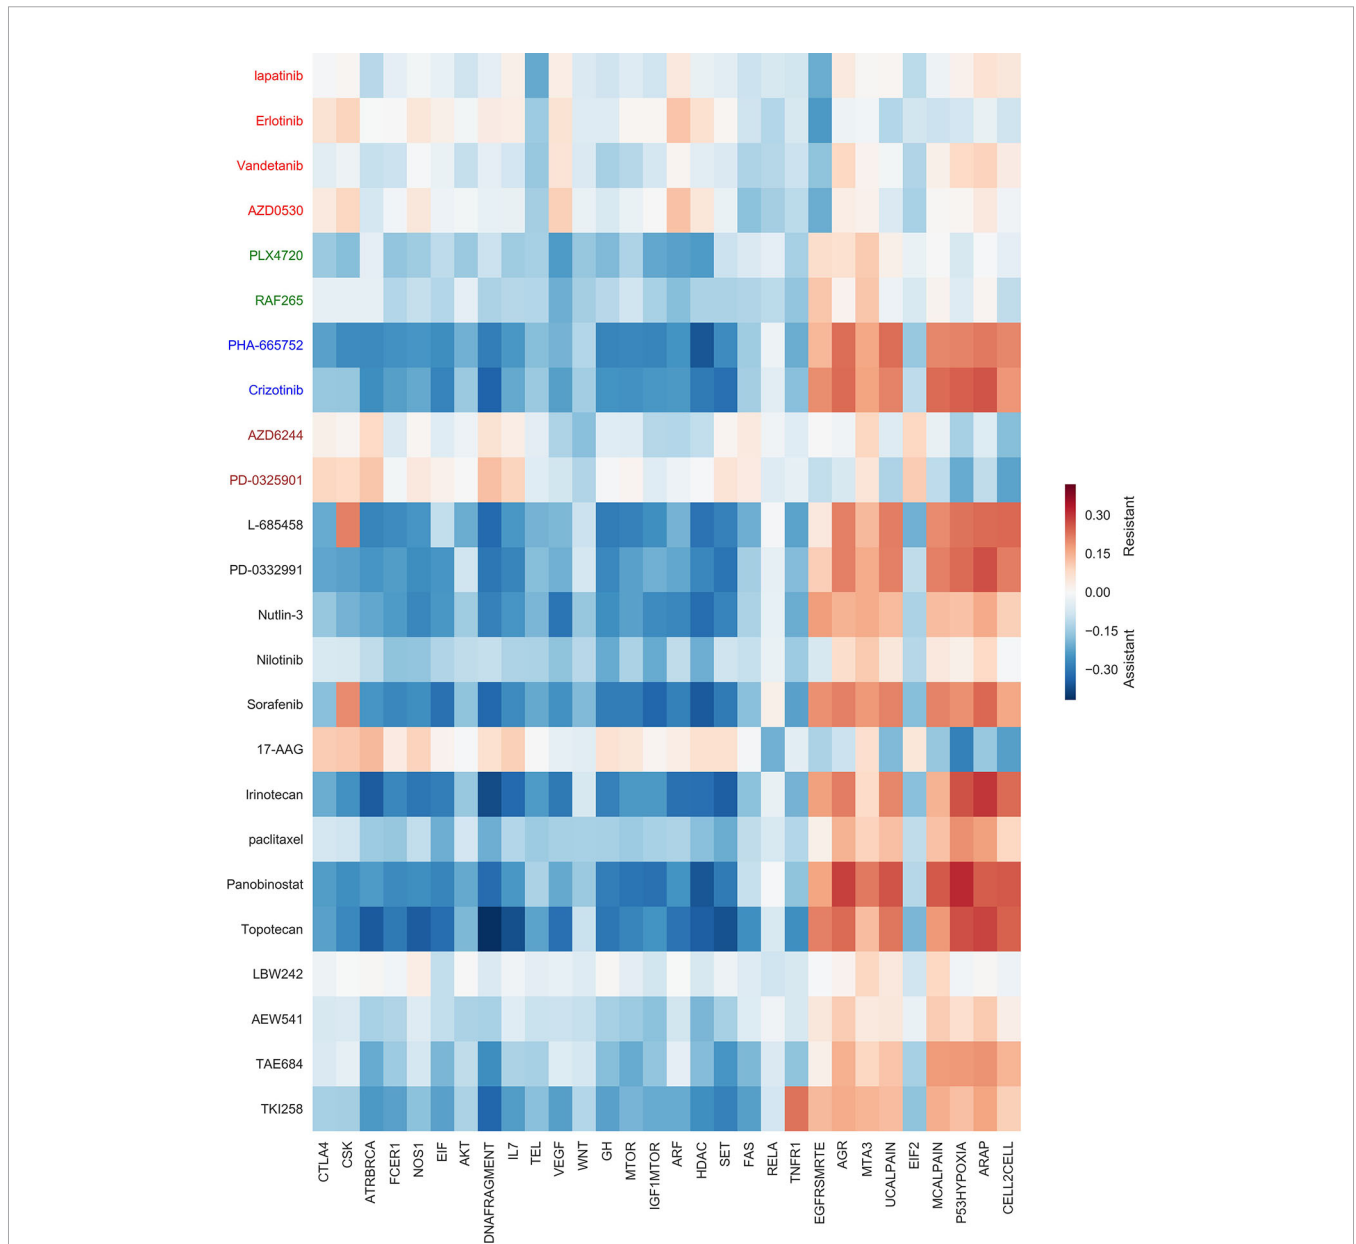 lapatinib
Erlotinib
Vandetanib
AZD0530
PLX4720
RAF265
PHA-665752
Crizotinib
AZD6244
PD-0325901
L-685458
PD-0332991
Nutlin-3
Nilotinib
Sorafenib
17-AAG
Irinotecan
paclitaxel
Panobinostat
Topotecan
LBW242
AEW541
TAE684
TKI258
CTLA4
CSK
ATRBRCA
FCER1
NOS1
EIF
AKT
DNAFRAGMENT
IL7
TEL
VEGF
WNT
GH
MTOR
IGF1MTOR
ARF
HDAC
SET
FAS
RELA
TNFR1
EGFRSMRTE
AGR
MTA3
UCALPAIN
EIF2
MCALPAIN
P53HYPOXIA
ARAP
CELL2CELL
0.30
0.15
0.00
−0.15
−0.30
Resistant
Assistant